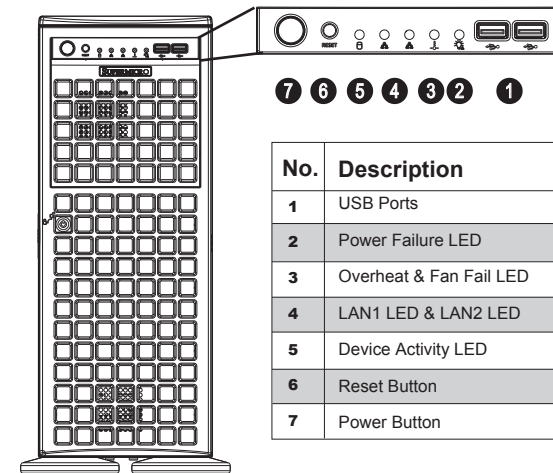 RESET
7 6 5 4 3 2 1
SUPERMICRO
No. Description
1 USB Ports
2 Power Failure LED
3 Overheat & Fan Fail LED
4 LAN1 LED & LAN2 LED
5 Device Activity LED
6 Reset Button
7 Power Button